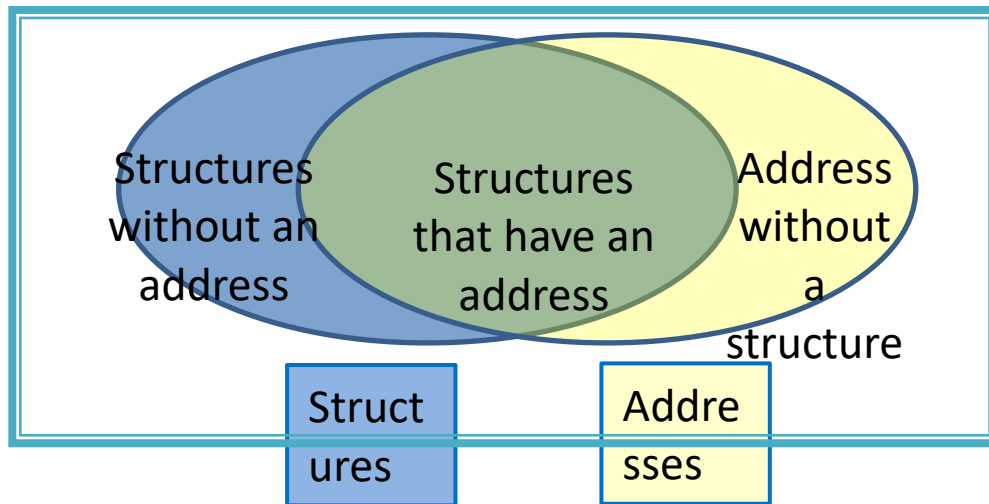 Structures
without an
address
Structures
that have an
address
Address
without
a
structure
Struct
ures
Addre
sses